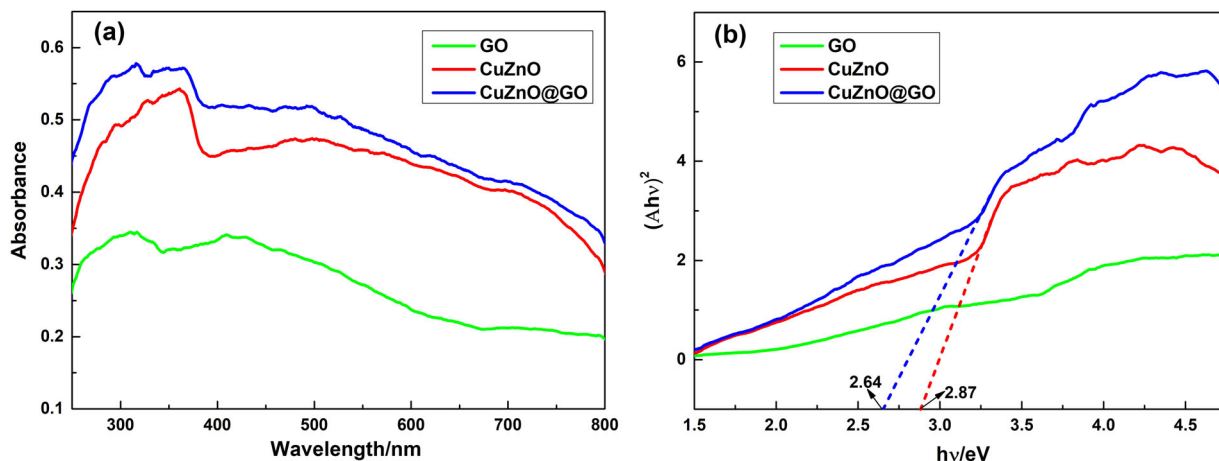 (a)
GO
CuZnO
CuZnO@GO
0.6
0.5
0.4
0.3
0.2
0.1
Absorbance
300 400 500 600 700 800
Wavelength/nm
(b)
GO
CuZnO
CuZnO@GO
6
4
2
0
(Ahν)²
2.64
2.87
1.5 2.0 2.5 3.0 3.5 4.0 4.5
hν/eV